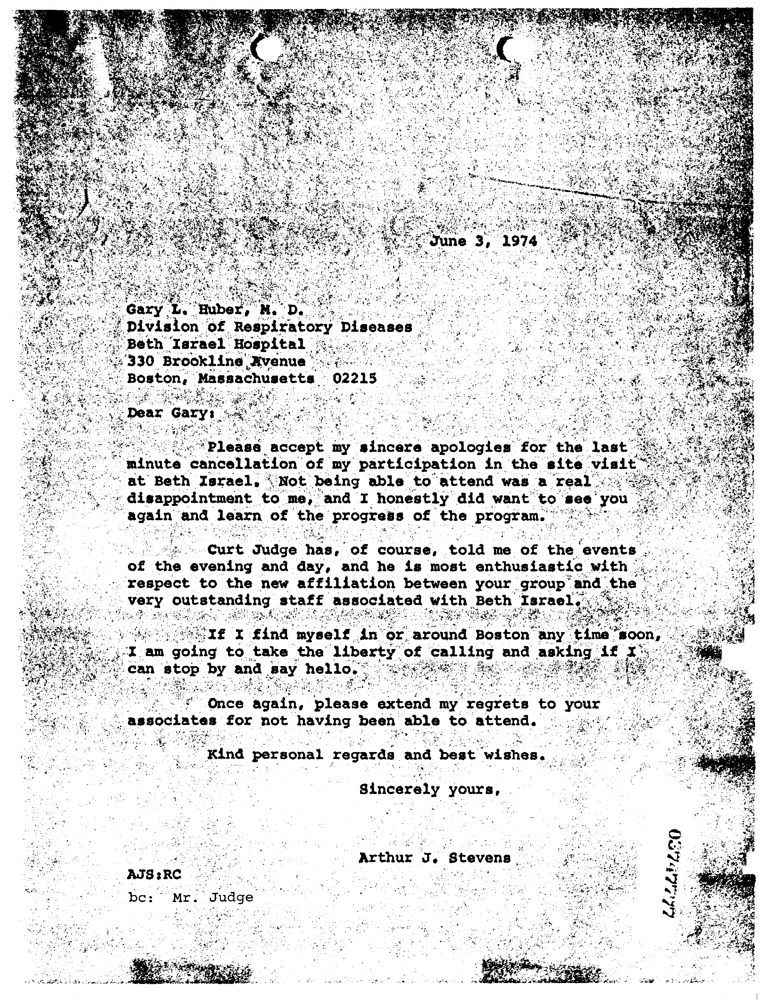 June 3, 1974
Gary L. Huber, M. D.
Division of Respiratory Diseases
Beth Israel Hospital
330 Brookline Avenue
Boston, Massachusetts 02215
Dear Gary:
Please accept my sincere apologies for the last
minute cancellation of my participation in the site visit
at Beth Israel. Not being able to attend was a real
disappointment to me, and I honestly did want to see you
again and learn of the progress of the program.
Curt Judge has, of course, told me of the events
of the evening and day, and he is most enthusiastic with
respect to the new affiliation between your group and the
very outstanding staff associated with Beth Israel.
If I find myself in or around Boston any time soon,
I am going to take the liberty of calling and asking if I
can stop by and say hello.
Once again, please extend my regrets to your
associates for not having been able to attend.
Kind personal regards and best wishes.
Sincerely yours,
Arthur J. Stevens
AJS:RC
bc: Mr. Judge